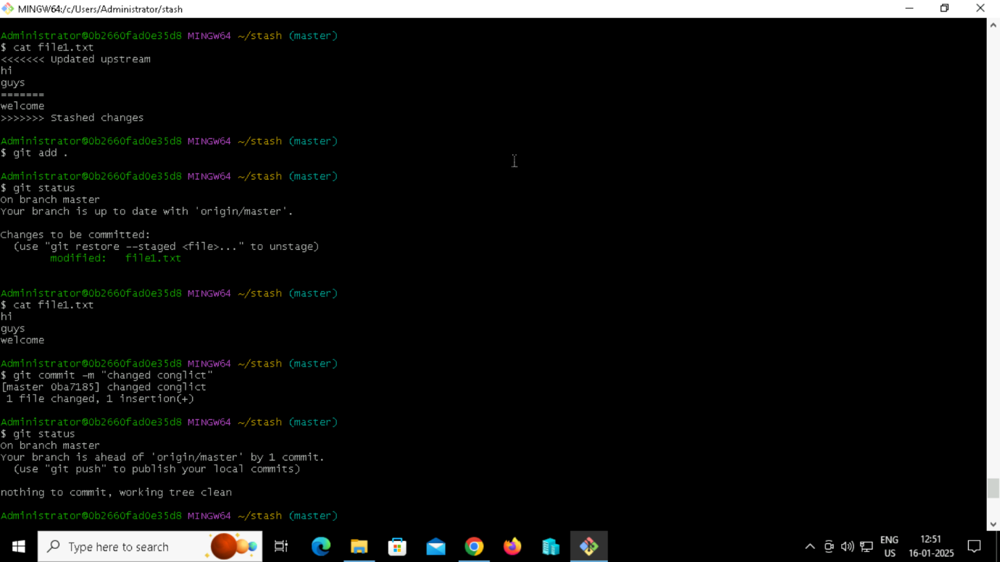 MINGW64:/c/Users/Administrator/stash
Administrator@0b2660fad0e35d8 MINGW64 ~/stash (master)
$ cat file1.txt
<<<<<<< Updated upstream
hi
guys
=======
welcome
>>>>>>> Stashed changes
Administrator@0b2660fad0e35d8 MINGW64 ~/stash (master)
$ git add .
Administrator@0b2660fad0e35d8 MINGW64 ~/stash (master)
$ git status
On branch master
Your branch is up to date with 'origin/master'.
Changes to be committed:
  (use "git restore --staged <file>..." to unstage)
        modified:   file1.txt
Administrator@0b2660fad0e35d8 MINGW64 ~/stash (master)
$ cat file1.txt
hi
guys
welcome
Administrator@0b2660fad0e35d8 MINGW64 ~/stash (master)
$ git commit -m "changed conglict"
[master 0ba7185] changed conglict
 1 file changed, 1 insertion(+)
Administrator@0b2660fad0e35d8 MINGW64 ~/stash (master)
$ git status
On branch master
Your branch is ahead of 'origin/master' by 1 commit.
  (use "git push" to publish your local commits)
nothing to commit, working tree clean
Administrator@0b2660fad0e35d8 MINGW64 ~/stash (master)
Type here to search
ENG
US
12:51
16-01-2025